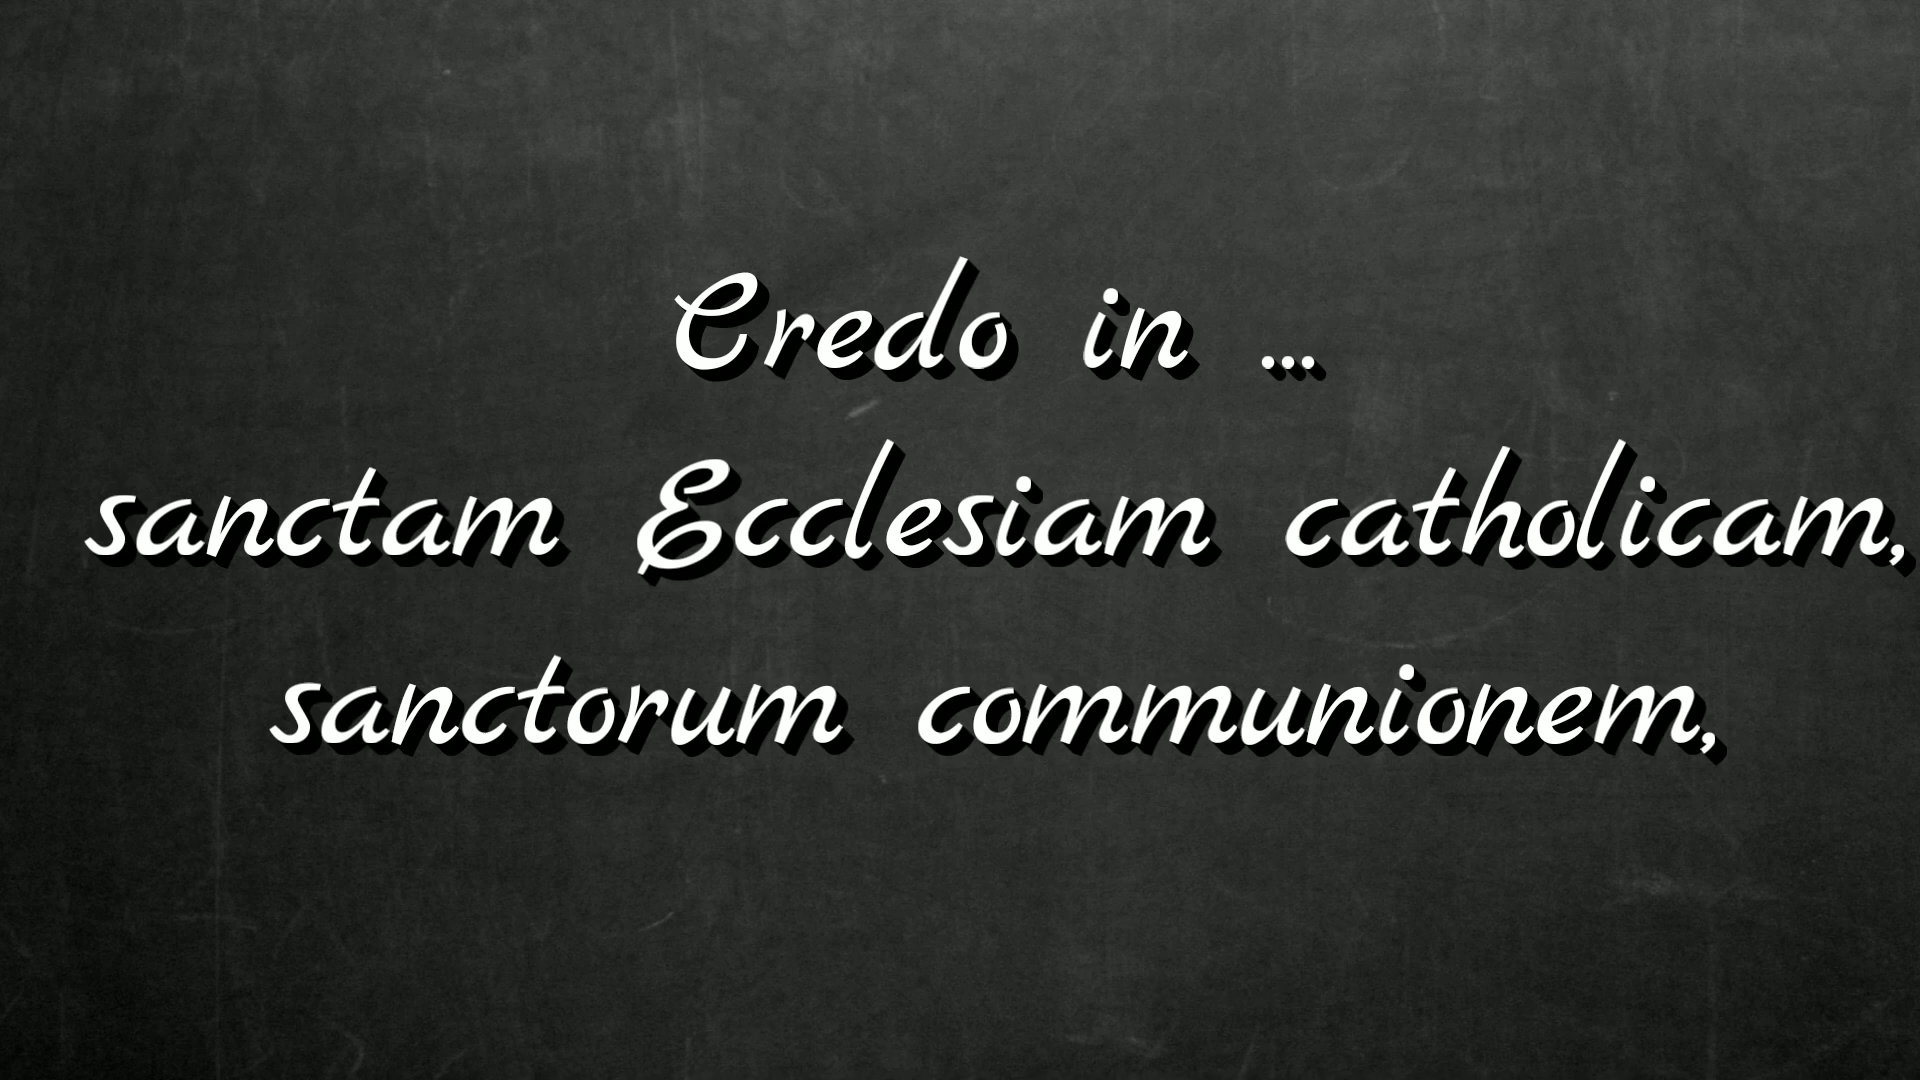 Credo in ...
sanctam Ecclesiam catholicam,
sanctorum communionem,